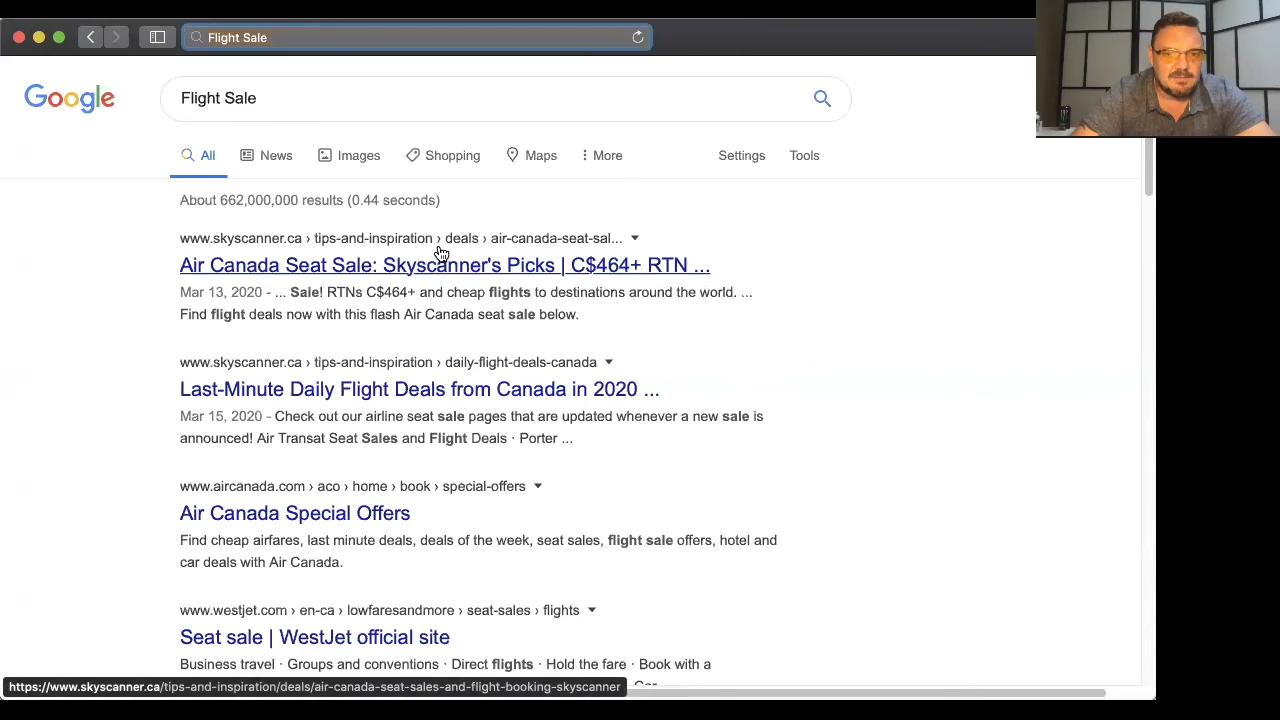 Flight Sale
Google
Flight Sale
All News Images Shopping Maps More Settings Tools
About 662,000,000 results (0.44 seconds)
www.skyscanner.ca › tips-and-inspiration › deals › air-canada-seat-sal...
Air Canada Seat Sale: Skyscanner's Picks | C$464+ RTN ...
Mar 13, 2020 - ... Sale! RTNs C$464+ and cheap flights to destinations around the world. ...
Find flight deals now with this flash Air Canada seat sale below.
www.skyscanner.ca › tips-and-inspiration › daily-flight-deals-canada
Last-Minute Daily Flight Deals from Canada in 2020 ...
Mar 15, 2020 - Check out our airline seat sale pages that are updated whenever a new sale is
announced! Air Transat Seat Sales and Flight Deals · Porter ...
www.aircanada.com › aco › home › book › special-offers
Air Canada Special Offers
Find cheap airfares, last minute deals, deals of the week, seat sales, flight sale offers, hotel and
car deals with Air Canada.
www.westjet.com › en-ca › lowfaresandmore › seat-sales › flights
Seat sale | WestJet official site
Business travel · Groups and conventions · Direct flights · Hold the fare · Book with a
https://www.skyscanner.ca/tips-and-inspiration/deals/air-canada-seat-sales-and-flight-booking-skyscanner